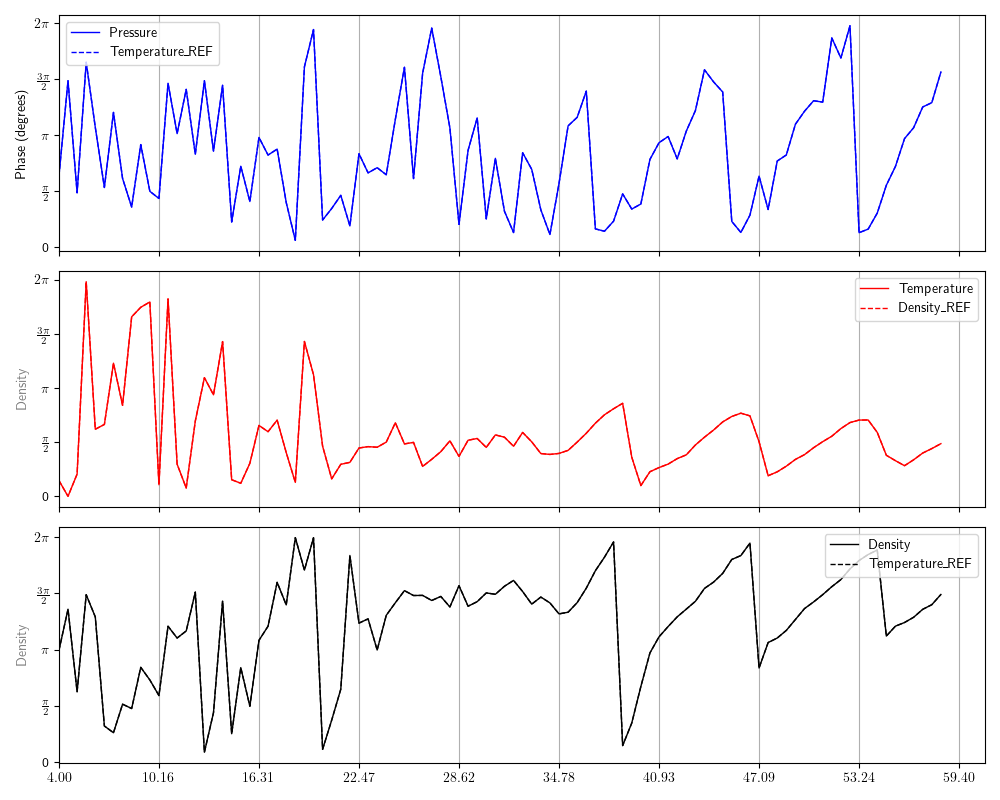 2π
3π/2
π
π/2
0
Phase (degrees)
Pressure
Temperature_REF
2π
3π/2
π
π/2
0
Density
Temperature
Density_REF
2π
3π/2
π
π/2
0
Density
Density
Temperature_REF
4.00 10.16 16.31 22.47 28.62 34.78 40.93 47.09 53.24 59.40